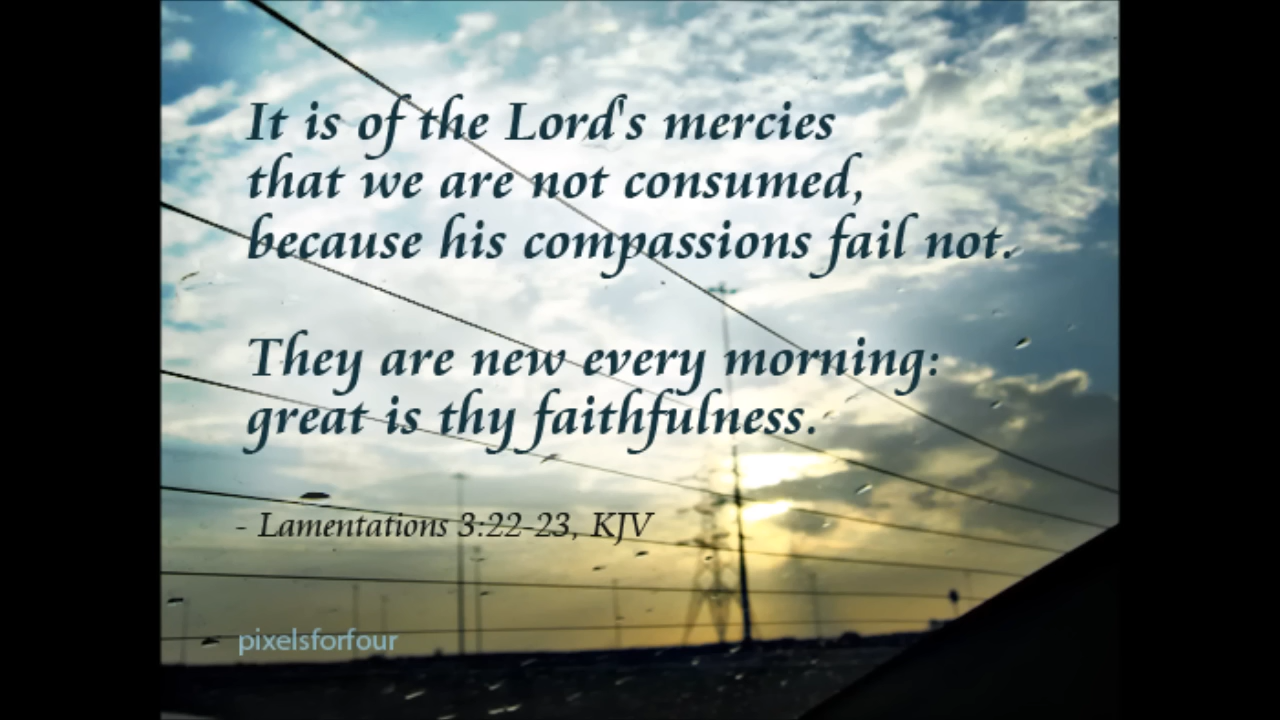 It is of the Lord's mercies
that we are not consumed,
because his compassions fail not.
They are new every morning:
great is thy faithfulness.
- Lamentations 3:22-23, KJV
pixelsforfour